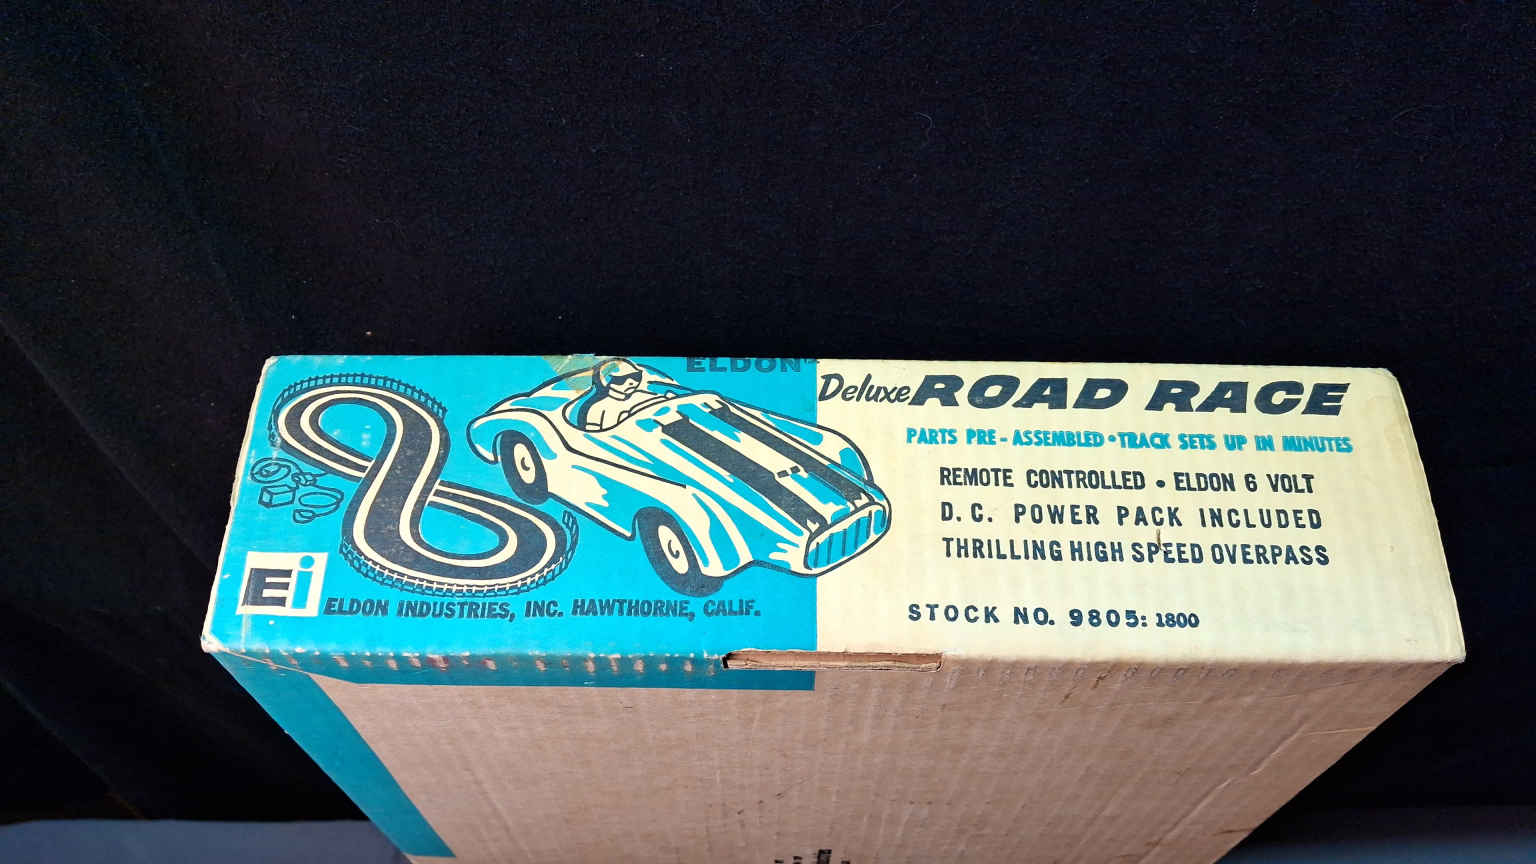 ELDON
Deluxe ROAD RACE
PARTS PRE - ASSEMBLED • TRACK SETS UP IN MINUTES
REMOTE CONTROLLED • ELDON 6 VOLT
D.C. POWER PACK INCLUDED
THRILLING HIGH SPEED OVERPASS
STOCK NO. 9805: 1800
Ei
ELDON INDUSTRIES, INC. HAWTHORNE, CALIF.